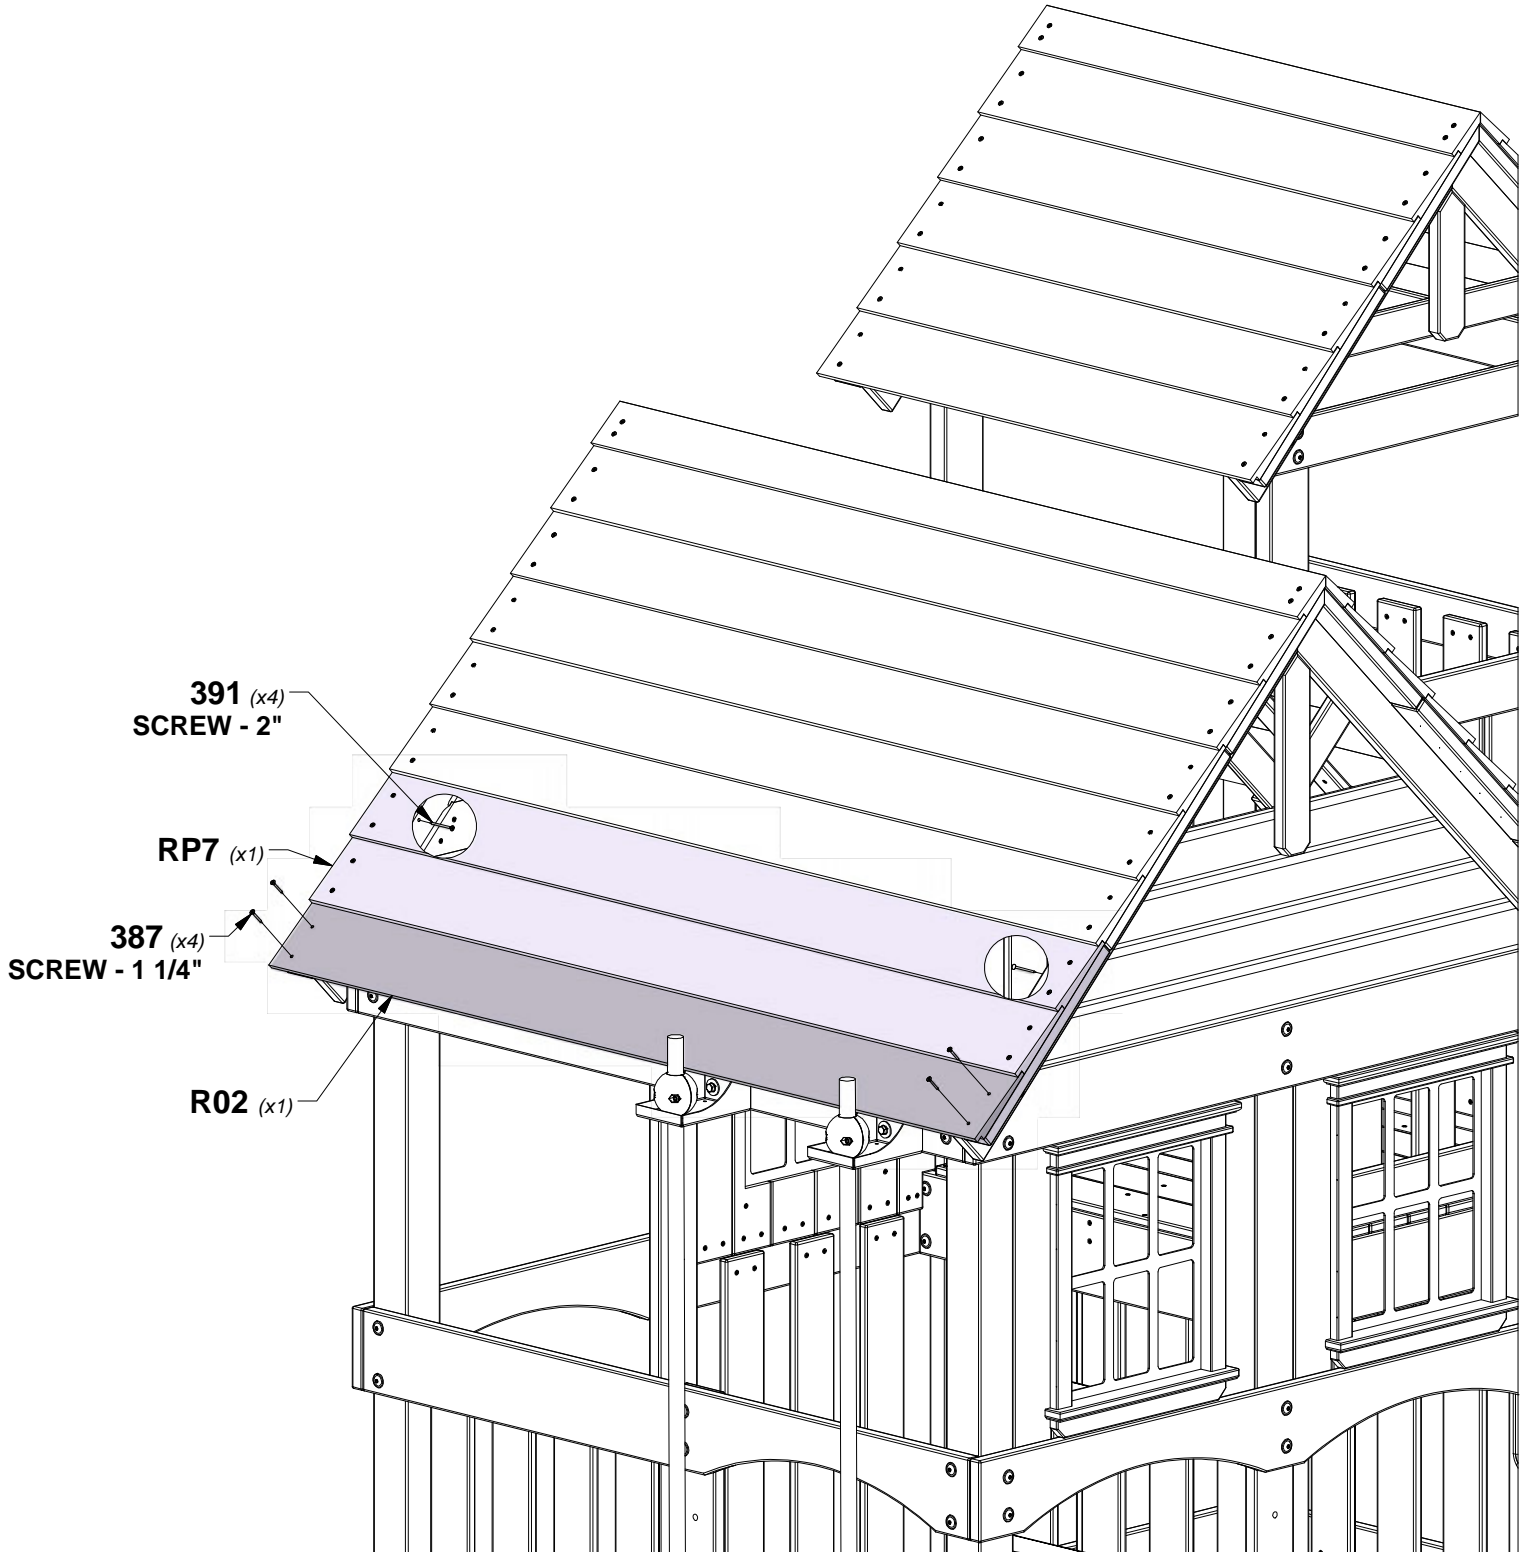 391 (x4)
SCREW - 2"
RP7 (x1)
387 (x4)
SCREW - 1 1/4"
R02 (x1)